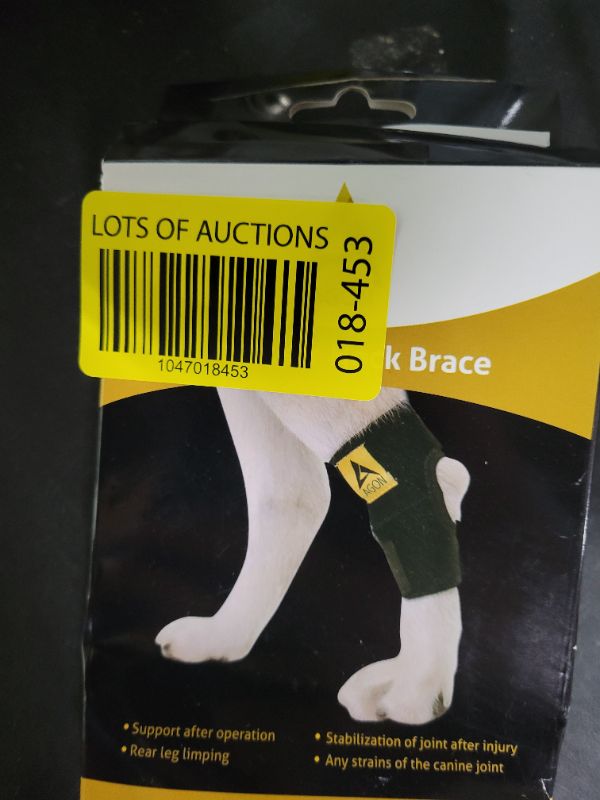 LOTS OF AUCTIONS
018-453
1047018453
k Brace
AGON
• Support after operation
• Rear leg limping
• Stabilization of joint after injury
• Any strains of the canine joint